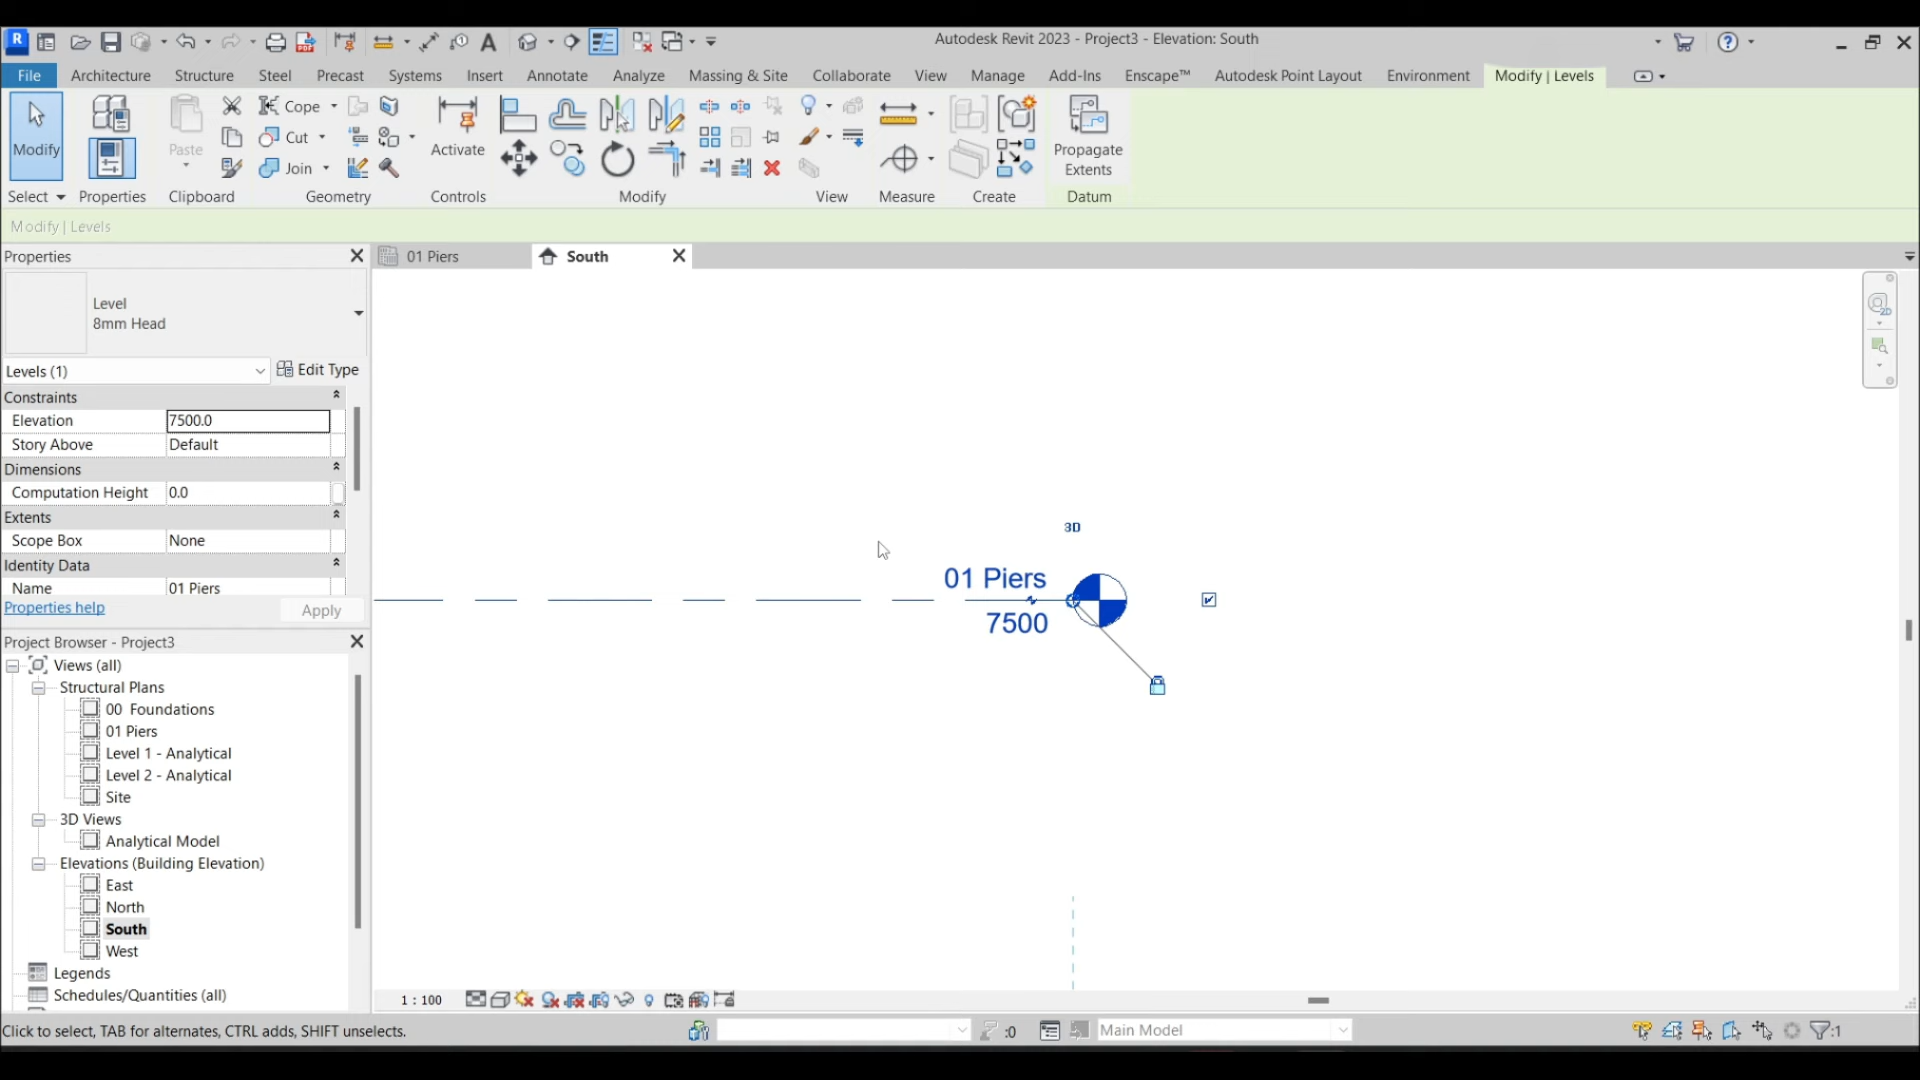 R
Autodesk Revit 2023 - Project3 - Elevation: South
File Architecture Structure Steel Precast Systems Insert Annotate Analyze Massing & Site Collaborate View Manage Add-Ins Enscape™ Autodesk Point Layout Environment Modify | Levels
Modify
Paste
Cope
Cut
Join
Activate
Propagate
Extents
Select Properties Clipboard Geometry Controls Modify View Measure Create Datum
Modify | Levels
Properties
01 Piers
South
Level
8mm Head
Levels (1)
Edit Type
Constraints
Elevation 7500.0
Story Above Default
Dimensions
Computation Height 0.0
Extents
Scope Box None
Identity Data
Name 01 Piers
Properties help
Apply
3D
01 Piers
7500
2D
Project Browser - Project3
Views (all)
Structural Plans
00 Foundations
01 Piers
Level 1 - Analytical
Level 2 - Analytical
Site
3D Views
Analytical Model
Elevations (Building Elevation)
East
North
South
West
Legends
Schedules/Quantities (all)
1 : 100
Click to select, TAB for alternates, CTRL adds, SHIFT unselects.
:0
Main Model
:1